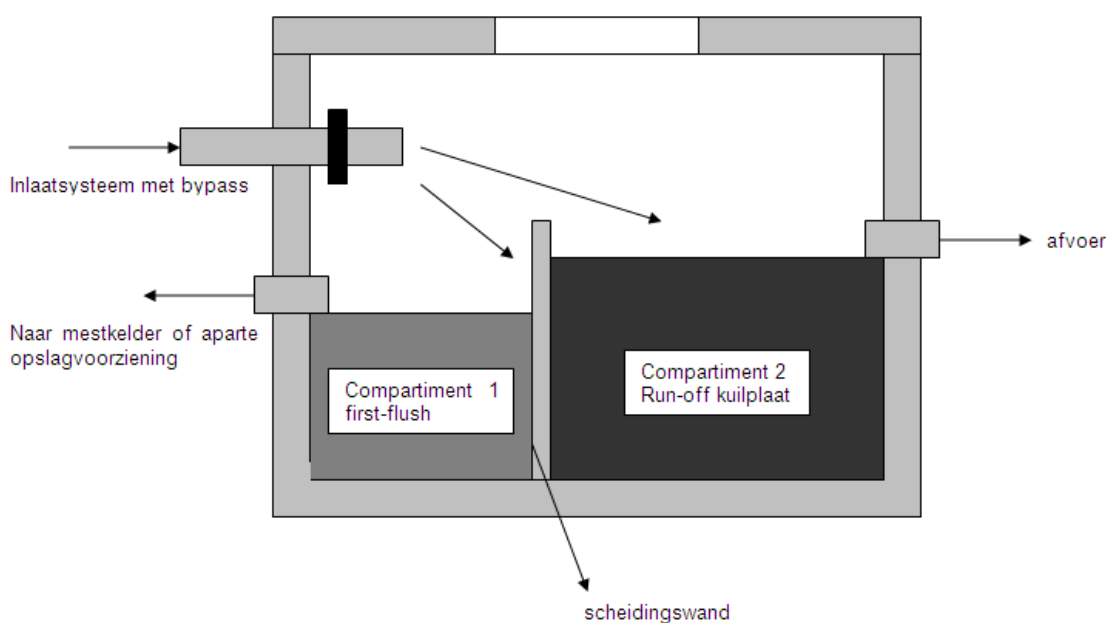 Inlaatsysteem met bypass
afvoer
Naar mestkelder of aparte
opslagvoorziening
Compartiment 1
first-flush
Compartiment 2
Run-off kuilplaat
scheidingswand